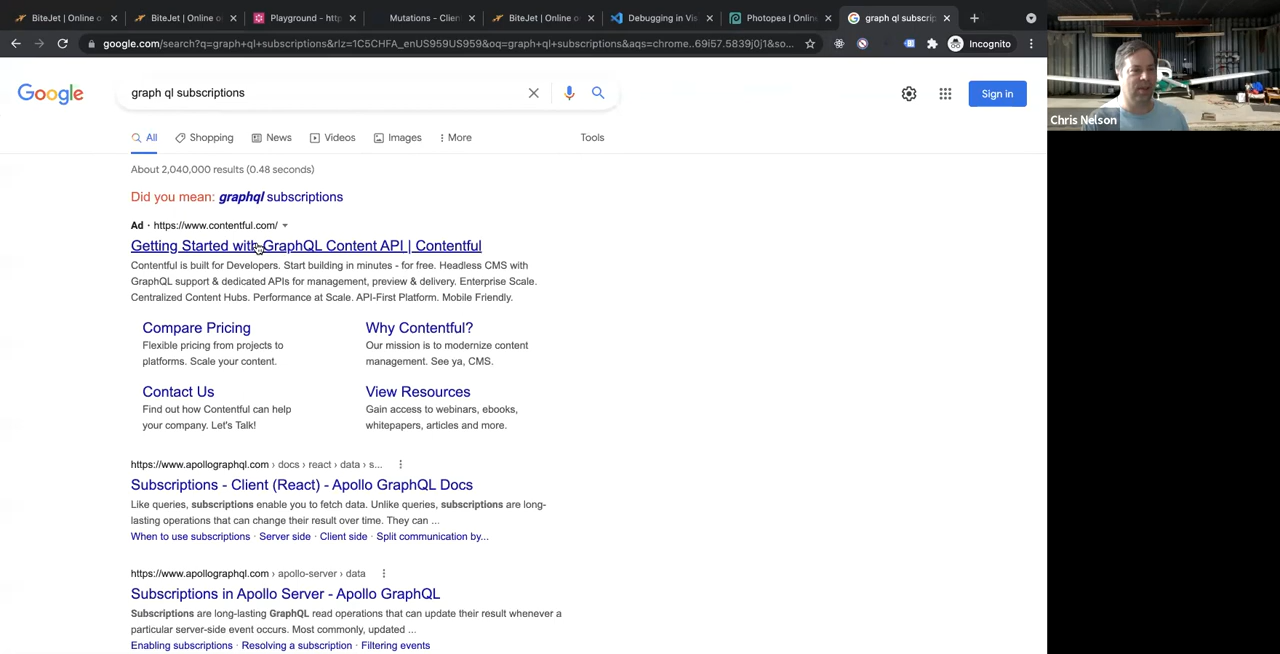 BiteJet | Online o
BiteJet | Online o
Playground - http
Mutations - Clien
BiteJet | Online o
Debugging in Vis
Photopea | Online
graph ql subscrip
google.com/search?q=graph+ql+subscriptions&rlz=1C5CHFA_enUS959US959&oq=graph+ql+subscriptions&aqs=chrome..69i57.5839j0j1&so...
Incognito
Google
graph ql subscriptions
Sign in
All
Shopping
News
Videos
Images
More
Tools
About 2,040,000 results (0.48 seconds)
Did you mean: graphql subscriptions
Ad · https://www.contentful.com/
Getting Started with GraphQL Content API | Contentful
Contentful is built for Developers. Start building in minutes - for free. Headless CMS with
GraphQL support & dedicated APIs for management, preview & delivery. Enterprise Scale.
Centralized Content Hubs. Performance at Scale. API-First Platform. Mobile Friendly.
Compare Pricing
Flexible pricing from projects to
platforms. Scale your content.
Why Contentful?
Our mission is to modernize content
management. See ya, CMS.
Contact Us
Find out how Contentful can help
your company. Let's Talk!
View Resources
Gain access to webinars, ebooks,
whitepapers, articles and more.
https://www.apollographql.com › docs › react › data › s...
Subscriptions - Client (React) - Apollo GraphQL Docs
Like queries, subscriptions enable you to fetch data. Unlike queries, subscriptions are long-
lasting operations that can change their result over time. They can ...
When to use subscriptions · Server side · Client side · Split communication by...
https://www.apollographql.com › apollo-server › data
Subscriptions in Apollo Server - Apollo GraphQL
Subscriptions are long-lasting GraphQL read operations that can update their result whenever a
particular server-side event occurs. Most commonly, updated ...
Enabling subscriptions · Resolving a subscription · Filtering events
Chris Nelson